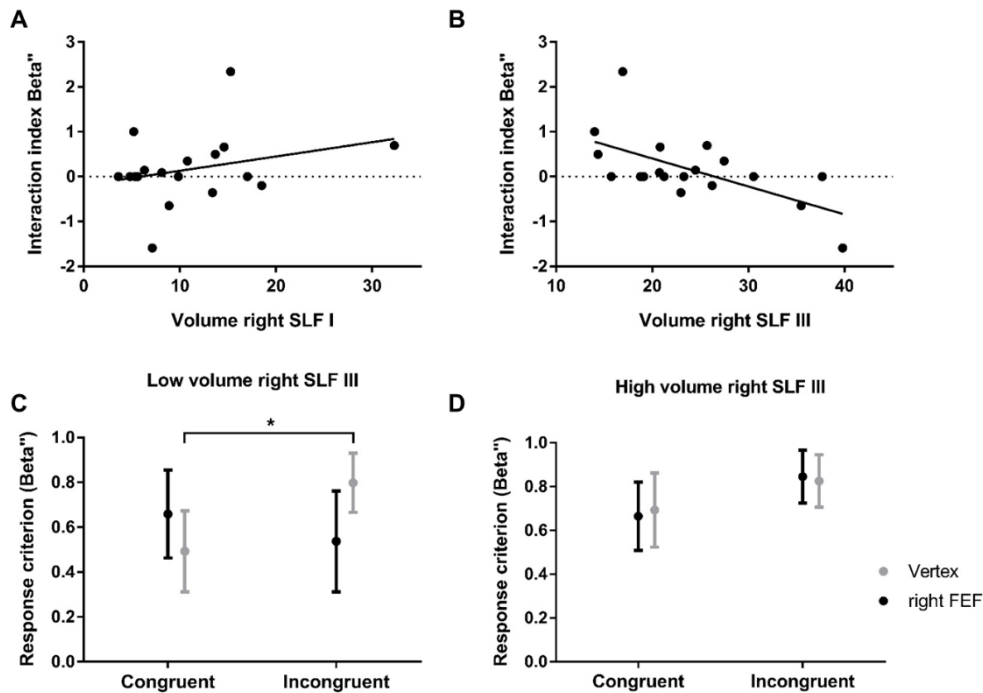 A
Interaction index Beta"
3
2
1
0
-1
-2
0
10
20
30
Volume right SLF I
B
Interaction index Beta"
3
2
1
0
-1
-2
10
20
30
40
Volume right SLF III
Low volume right SLF III
C
Response criterion (Beta")
1.0
0.8
0.6
0.4
0.2
0.0
*
Congruent
Incongruent
High volume right SLF III
D
Response criterion (Beta")
1.0
0.8
0.6
0.4
0.2
0.0
Congruent
Incongruent
Vertex
right FEF